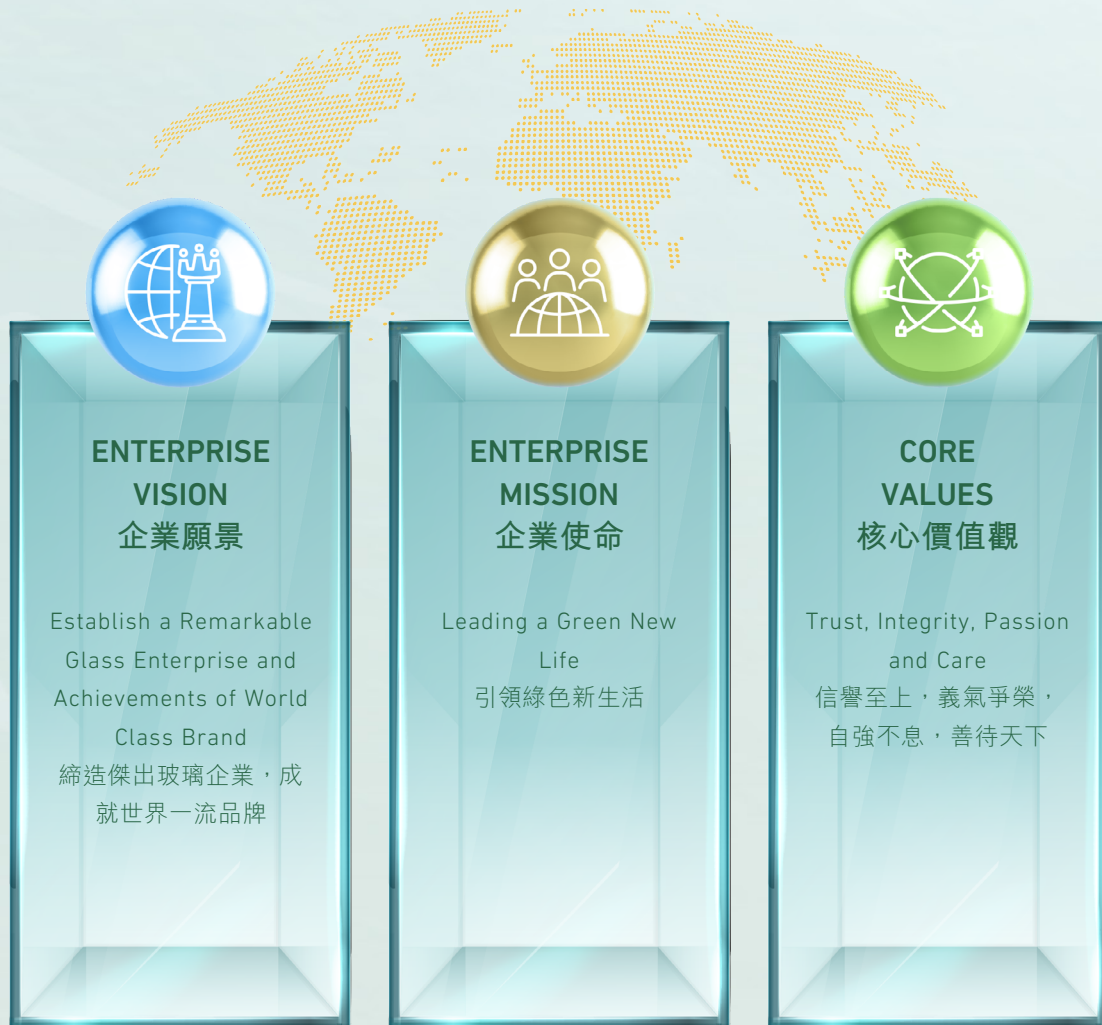 ENTERPRISE
VISION
企業願景
Establish a Remarkable
Glass Enterprise and
Achievements of World
Class Brand
締造傑出玻璃企業，成
就世界一流品牌
ENTERPRISE
MISSION
企業使命
Leading a Green New
Life
引領綠色新生活
CORE
VALUES
核心價值觀
Trust, Integrity, Passion
and Care
信譽至上，義氣爭榮，
自強不息，善待天下